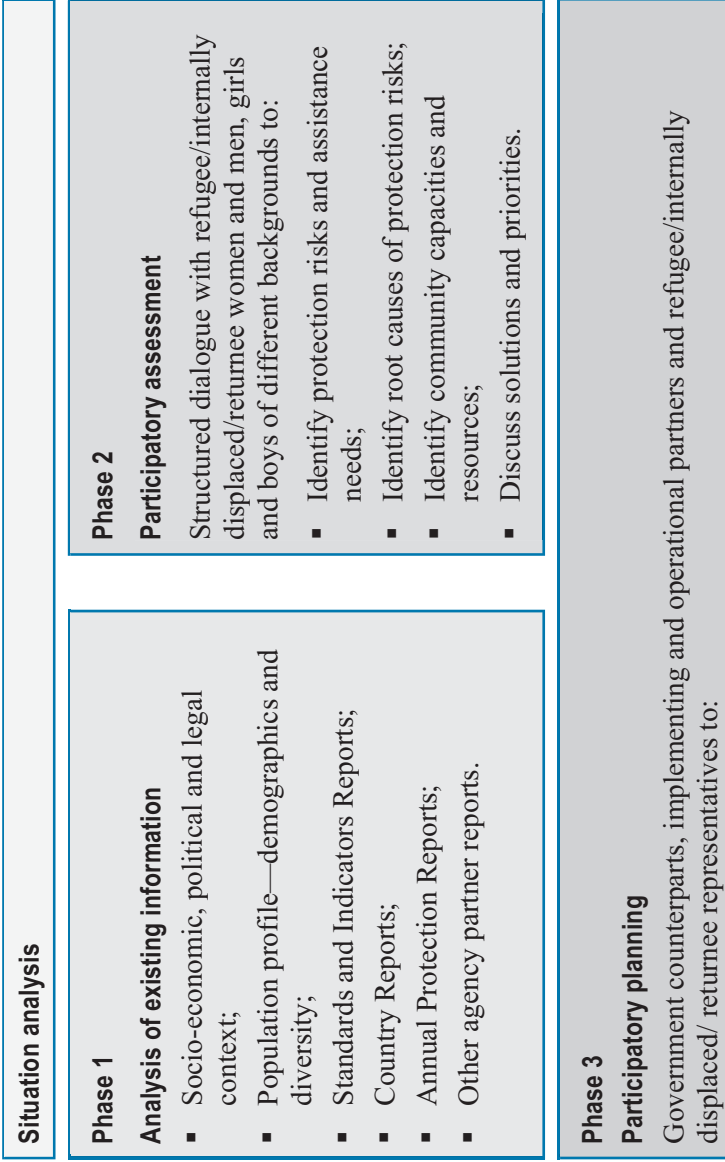 Situation analysis
Phase 1
Analysis of existing information
▪ Socio-economic, political and legal
context;
▪ Population profile—demographics and
diversity;
▪ Standards and Indicators Reports;
▪ Country Reports;
▪ Annual Protection Reports;
▪ Other agency partner reports.
Phase 2
Participatory assessment
Structured dialogue with refugee/internally
displaced/returnee women and men, girls
and boys of different backgrounds to:
▪ Identify protection risks and assistance
needs;
▪ Identify root causes of protection risks;
▪ Identify community capacities and
resources;
▪ Discuss solutions and priorities.
Phase 3
Participatory planning
Government counterparts, implementing and operational partners and refugee/internally
displaced/ returnee representatives to: